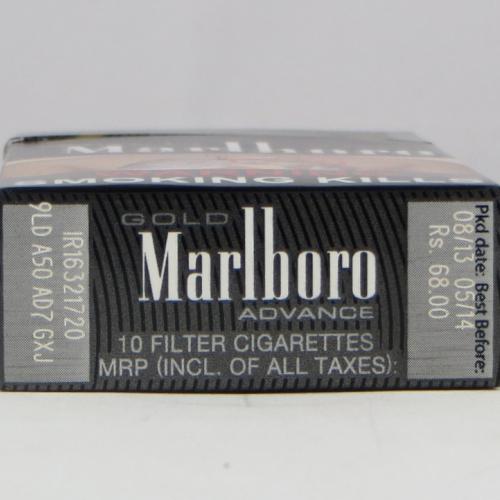 Marlboro
SMOKING KILLS
GOLD
Marlboro
ADVANCE
10 FILTER CIGARETTES
MRP (INCL. OF ALL TAXES):
IR16321720
9LD A50 AD7 GXJ
Pkd date: Best Before:
08/13 05/14
Rs. 68.00